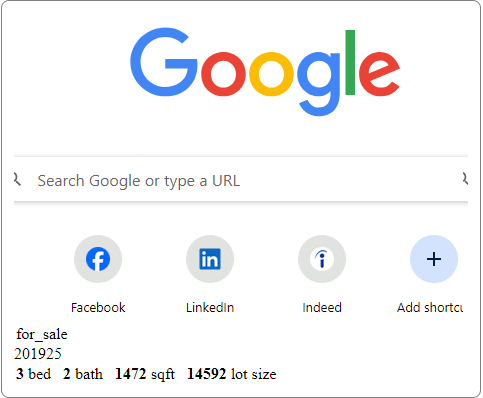 Google
Search Google or type a URL
Facebook LinkedIn Indeed Add shortcu
for_sale
201925
3 bed 2 bath 1472 sqft 14592 lot size